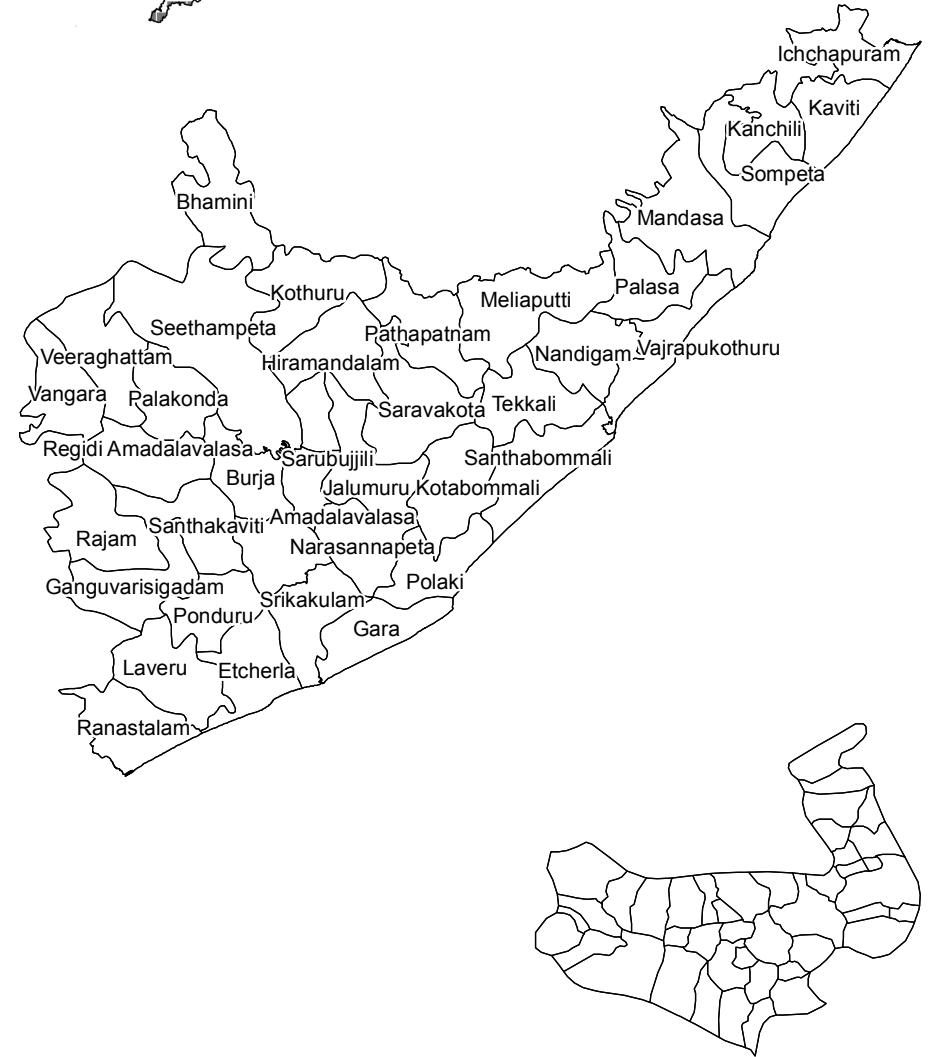 Ichchapuram
Kaviti
Kanchili
Sompeta
Bhamini
Mandasa
Kothuru
Meliaputti
Palasa
Seethampeta
Pathapatnam
Veeraghattam
Hiramandalam
Nandigam
Vajrapukothuru
Vangara
Palakonda
Saravakota
Tekkali
Regidi Amadalavalasa
Sarubujjili
Santhabommali
Burja
Jalumuru
Kotabommali
Santhakaviti
Amadalavalasa
Rajam
Narasannapeta
Ganguvarisigadam
Polaki
Srikakulam
Ponduru
Gara
Laveru
Etcherla
Ranastalam